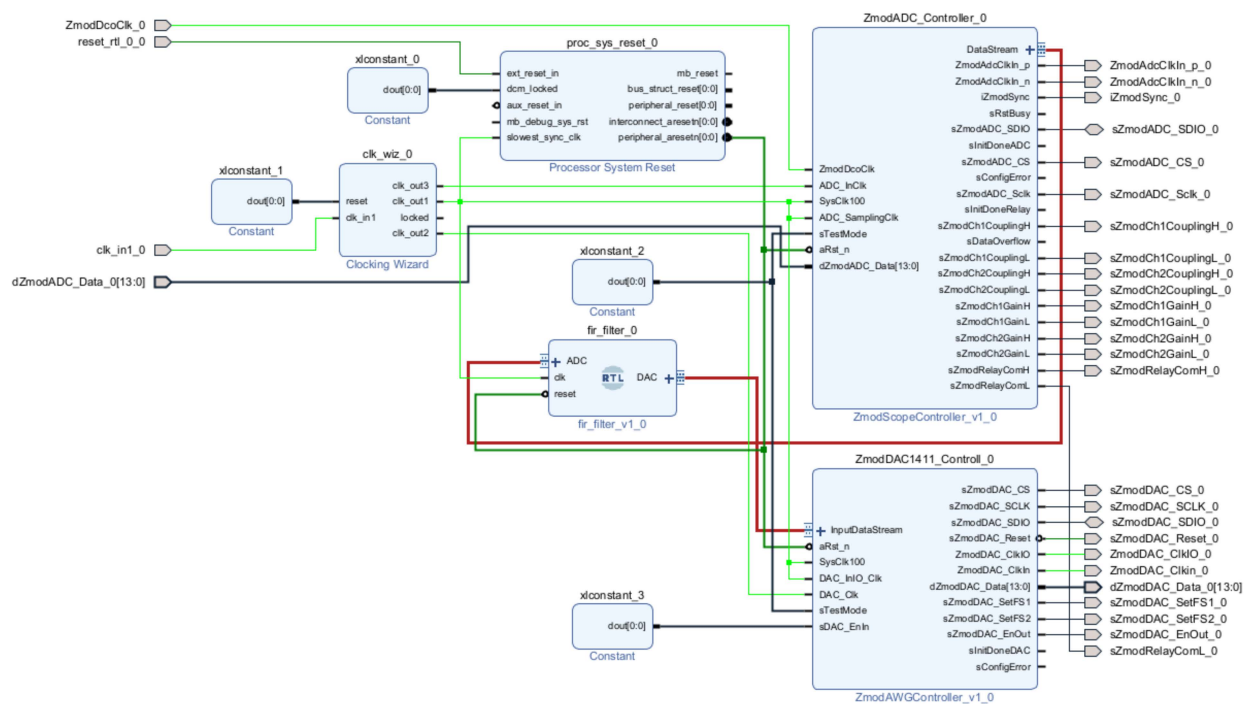 ZmodDcoClk_0
reset_rtl_0_0
clk_in1_0
dZmodADC_Data_0[13:0]
xlconstant_0
dout[0:0]
Constant
xlconstant_1
dout[0:0]
Constant
clk_wiz_0
reset
clk_in1
clk_out3
clk_out1
locked
clk_out2
Clocking Wizard
proc_sys_reset_0
ext_reset_in
dcm_locked
aux_reset_in
mb_debug_sys_rst
slowest_sync_clk
mb_reset
bus_struct_reset[0:0]
peripheral_reset[0:0]
interconnect_aresetn[0:0]
peripheral_aresetn[0:0]
Processor System Reset
xlconstant_2
dout[0:0]
Constant
fir_filter_0
ADC
clk
reset
RTL
DAC
fir_filter_v1_0
xlconstant_3
dout[0:0]
Constant
ZmodADC_Controller_0
ZmodDcoClk
ADC_InClk
SysClk100
ADC_SamplingClk
sTestMode
aRst_n
dZmodADC_Data[13:0]
DataStream
ZmodAdcClkIn_p
ZmodAdcClkIn_n
iZmodSync
sRstBusy
sZmodADC_SDIO
sInitDoneADC
sZmodADC_CS
sConfigError
sZmodADC_Sclk
sInitDoneRelay
sZmodCh1CouplingH
sDataOverflow
sZmodCh1CouplingL
sZmodCh2CouplingH
sZmodCh2CouplingL
sZmodCh1GainH
sZmodCh1GainL
sZmodCh2GainH
sZmodCh2GainL
sZmodRelayComH
sZmodRelayComL
ZmodScopeController_v1_0
ZmodAdcClkIn_p_0
ZmodAdcClkIn_n_0
iZmodSync_0
sZmodADC_SDIO_0
sZmodADC_CS_0
sZmodADC_Sclk_0
sZmodCh1CouplingH_0
sZmodCh1CouplingL_0
sZmodCh2CouplingH_0
sZmodCh2CouplingL_0
sZmodCh1GainH_0
sZmodCh1GainL_0
sZmodCh2GainH_0
sZmodCh2GainL_0
sZmodRelayComH_0
ZmodDAC1411_Controll_0
InputDataStream
aRst_n
SysClk100
DAC_InIO_Clk
DAC_Clk
sTestMode
sDAC_EnIn
sZmodDAC_CS
sZmodDAC_SCLK
sZmodDAC_SDIO
sZmodDAC_Reset
ZmodDAC_ClkIO
ZmodDAC_ClkIn
dZmodDAC_Data[13:0]
sZmodDAC_SetFS1
sZmodDAC_SetFS2
sZmodDAC_EnOut
sInitDoneDAC
sConfigError
ZmodAWGController_v1_0
sZmodDAC_CS_0
sZmodDAC_SCLK_0
sZmodDAC_SDIO_0
sZmodDAC_Reset_0
ZmodDAC_ClkIO_0
ZmodDAC_Clkin_0
dZmodDAC_Data_0[13:0]
sZmodDAC_SetFS1_0
sZmodDAC_SetFS2_0
sZmodDAC_EnOut_0
sZmodRelayComL_0